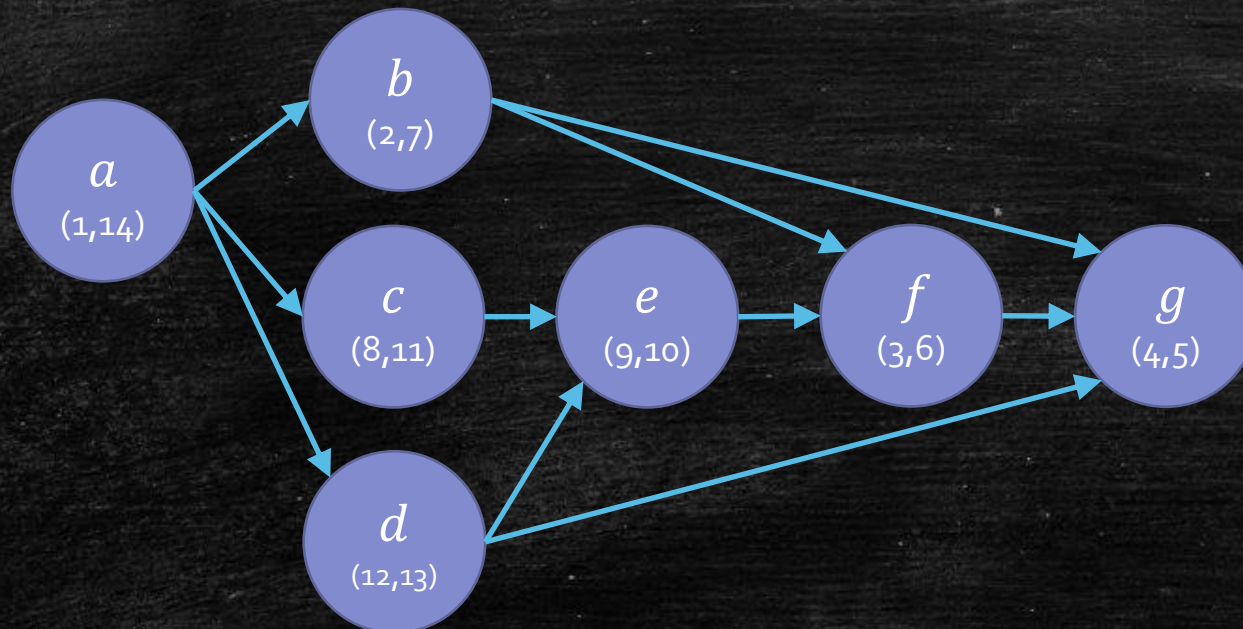 a
(1,14)
b
(2,7)
c
(8,11)
d
(12,13)
e
(9,10)
f
(3,6)
g
(4,5)